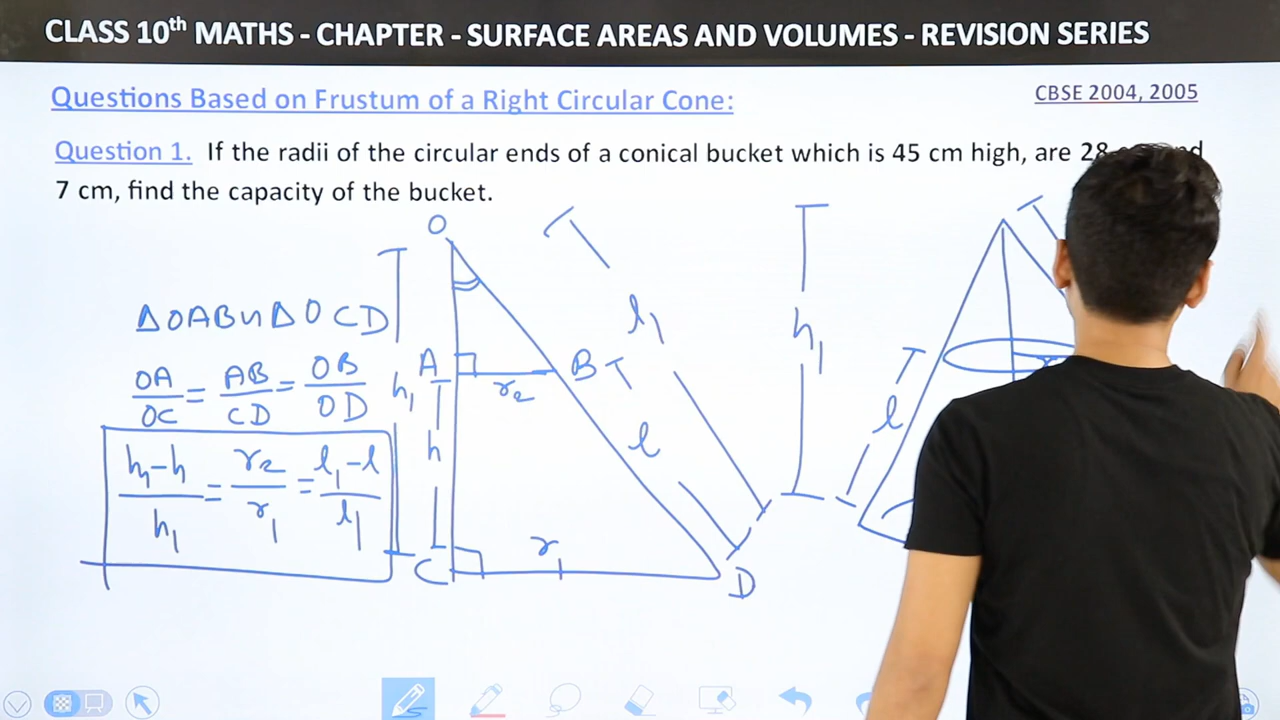 CLASS 10th MATHS - CHAPTER - SURFACE AREAS AND VOLUMES - REVISION SERIES
Questions Based on Frustum of a Right Circular Cone:
CBSE 2004, 2005
Question 1. If the radii of the circular ends of a conical bucket which is 45 cm high, are 28
7 cm, find the capacity of the bucket.
O
△OAB∽△OCD
OA/OC = AB/CD = OB/OD
(h₁-h)/h₁ = r₂/r₁ = (l₁-l)/l₁
A
B
r₂
h₁
h
l₁
l
h₁
l
C
r₁
D